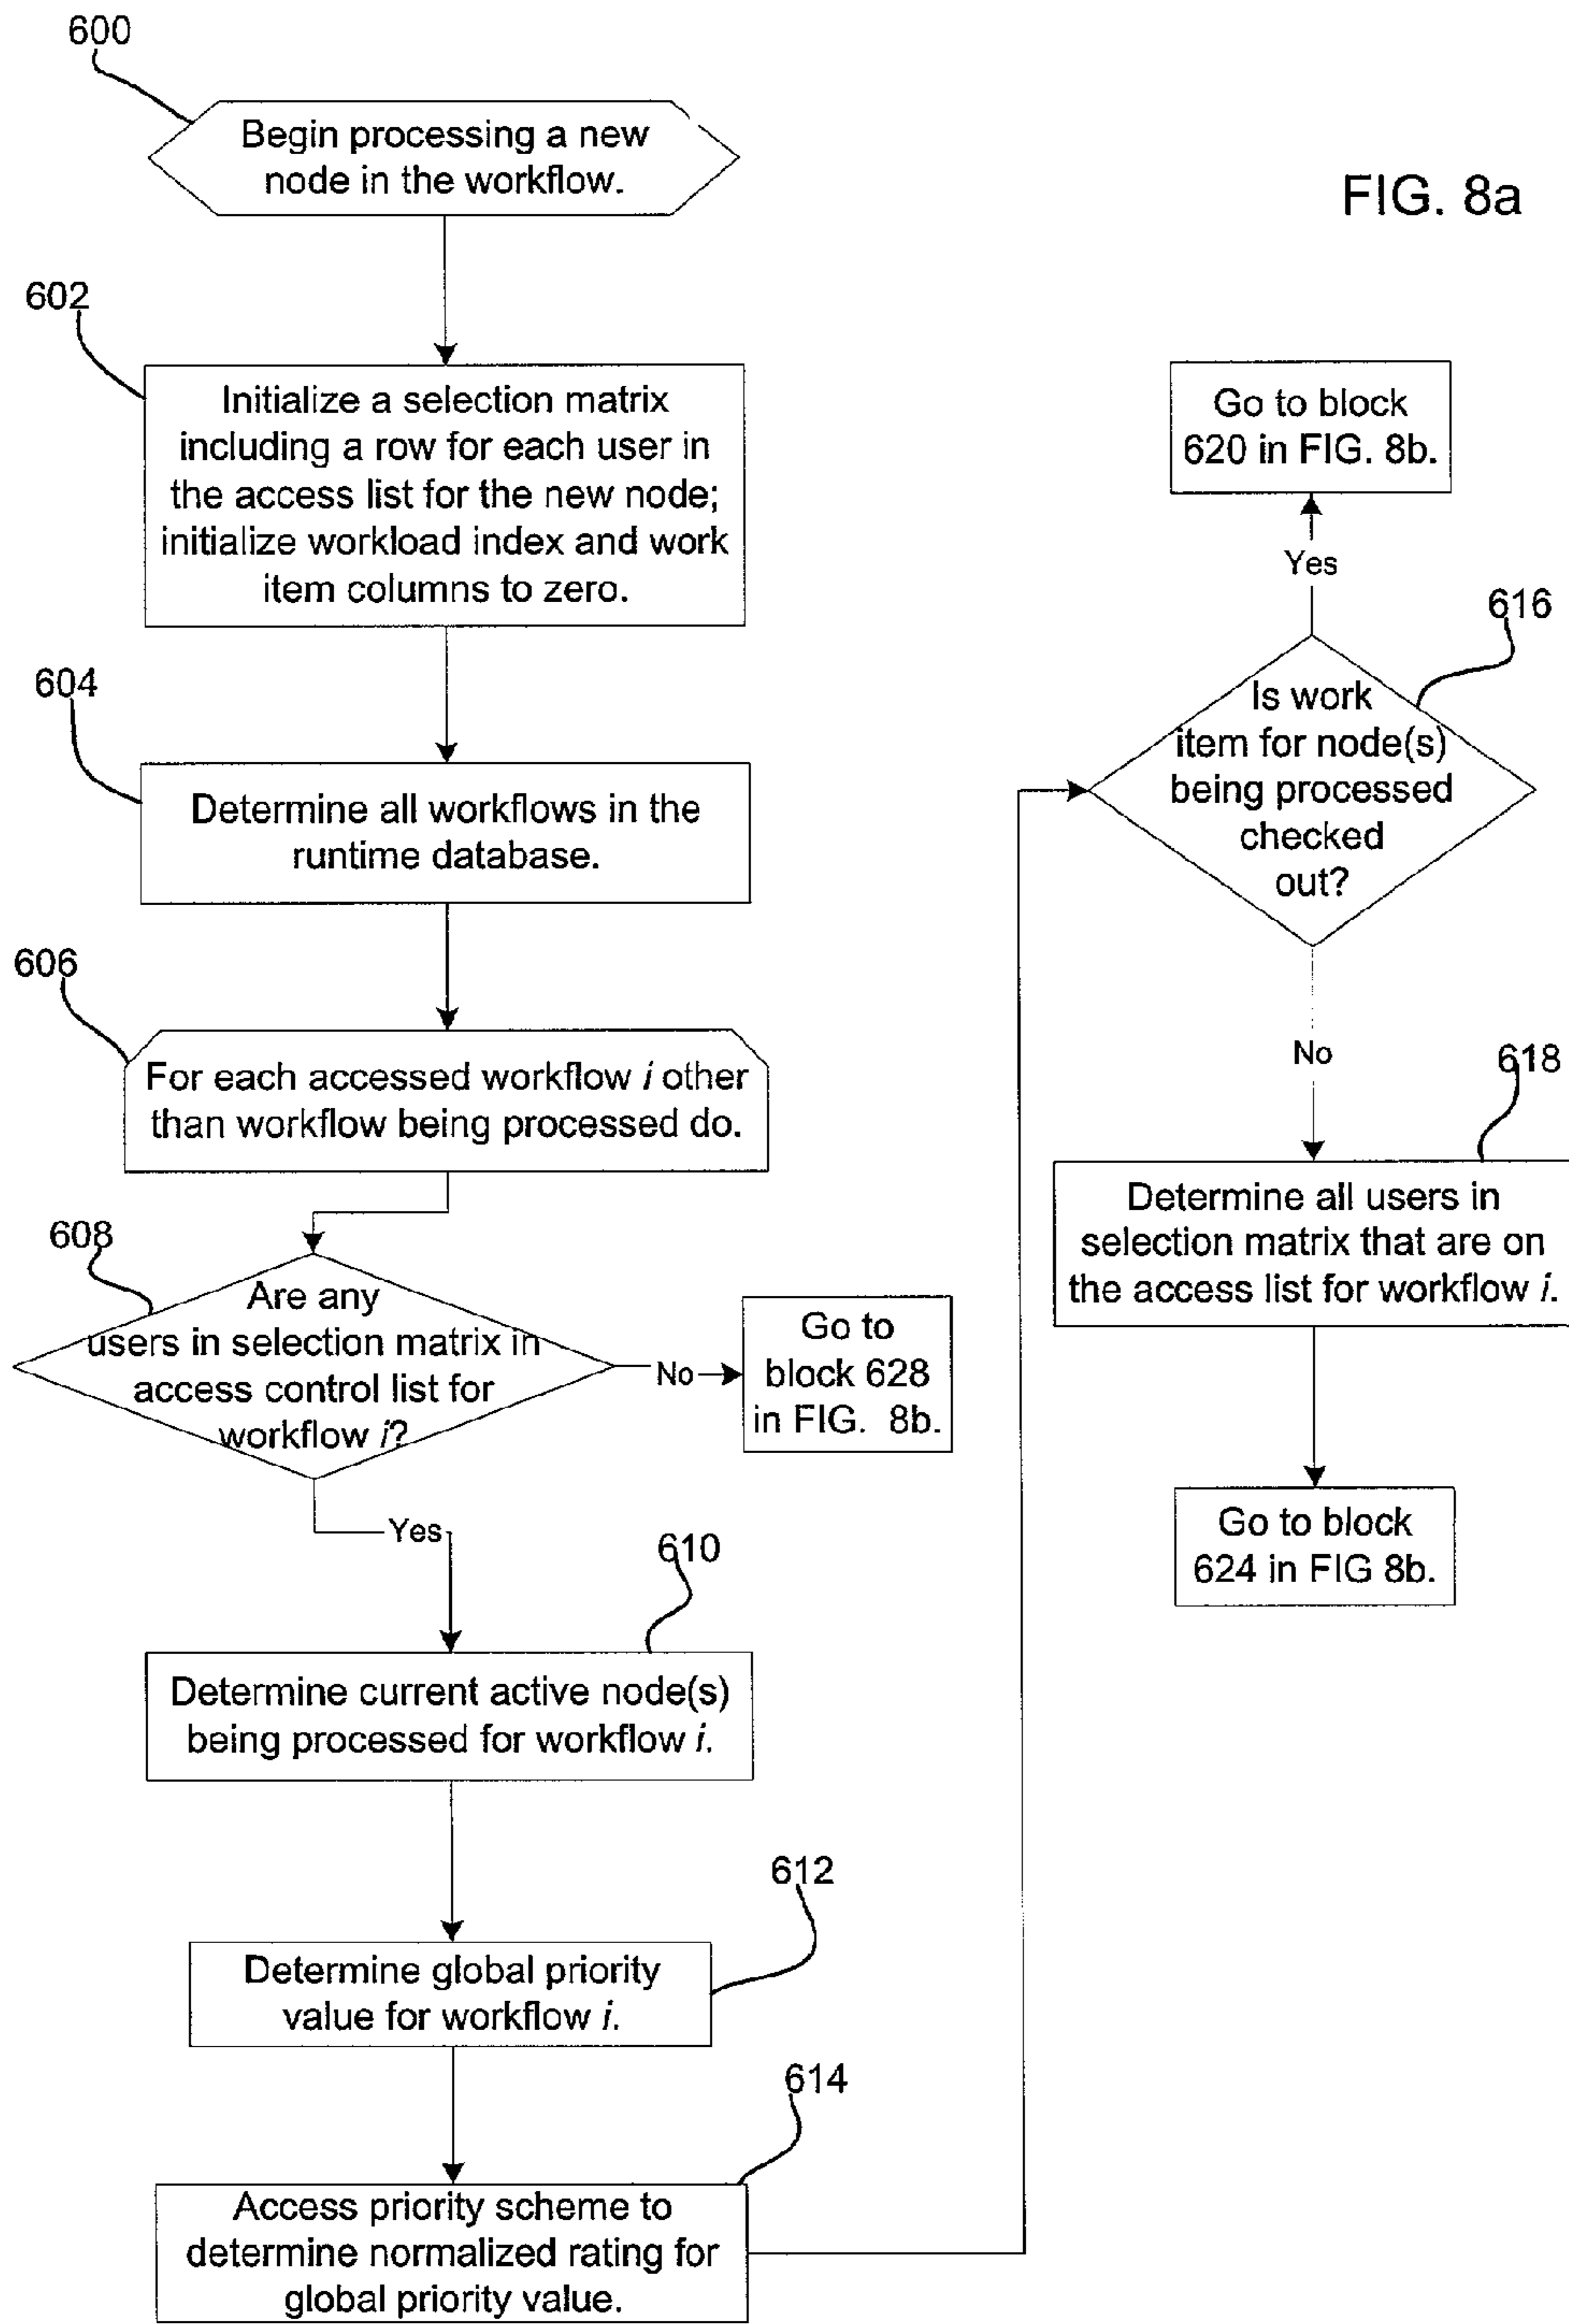 600
Begin processing a new
node in the workflow.
FIG. 8a
602
Initialize a selection matrix
including a row for each user in
the access list for the new node;
initialize workload index and work
item columns to zero.
604
Determine all workflows in the
runtime database.
606
For each accessed workflow i other
than workflow being processed do.
608
Are any
users in selection matrix in
access control list for
workflow i?
No
Go to
block 628
in FIG. 8b.
Yes
610
Determine current active node(s)
being processed for workflow i.
612
Determine global priority
value for workflow i.
614
Access priority scheme to
determine normalized rating for
global priority value.
Go to block
620 in FIG. 8b.
Yes
616
Is work
item for node(s)
being processed
checked
out?
No
618
Determine all users in
selection matrix that are on
the access list for workflow i.
Go to block
624 in FIG 8b.